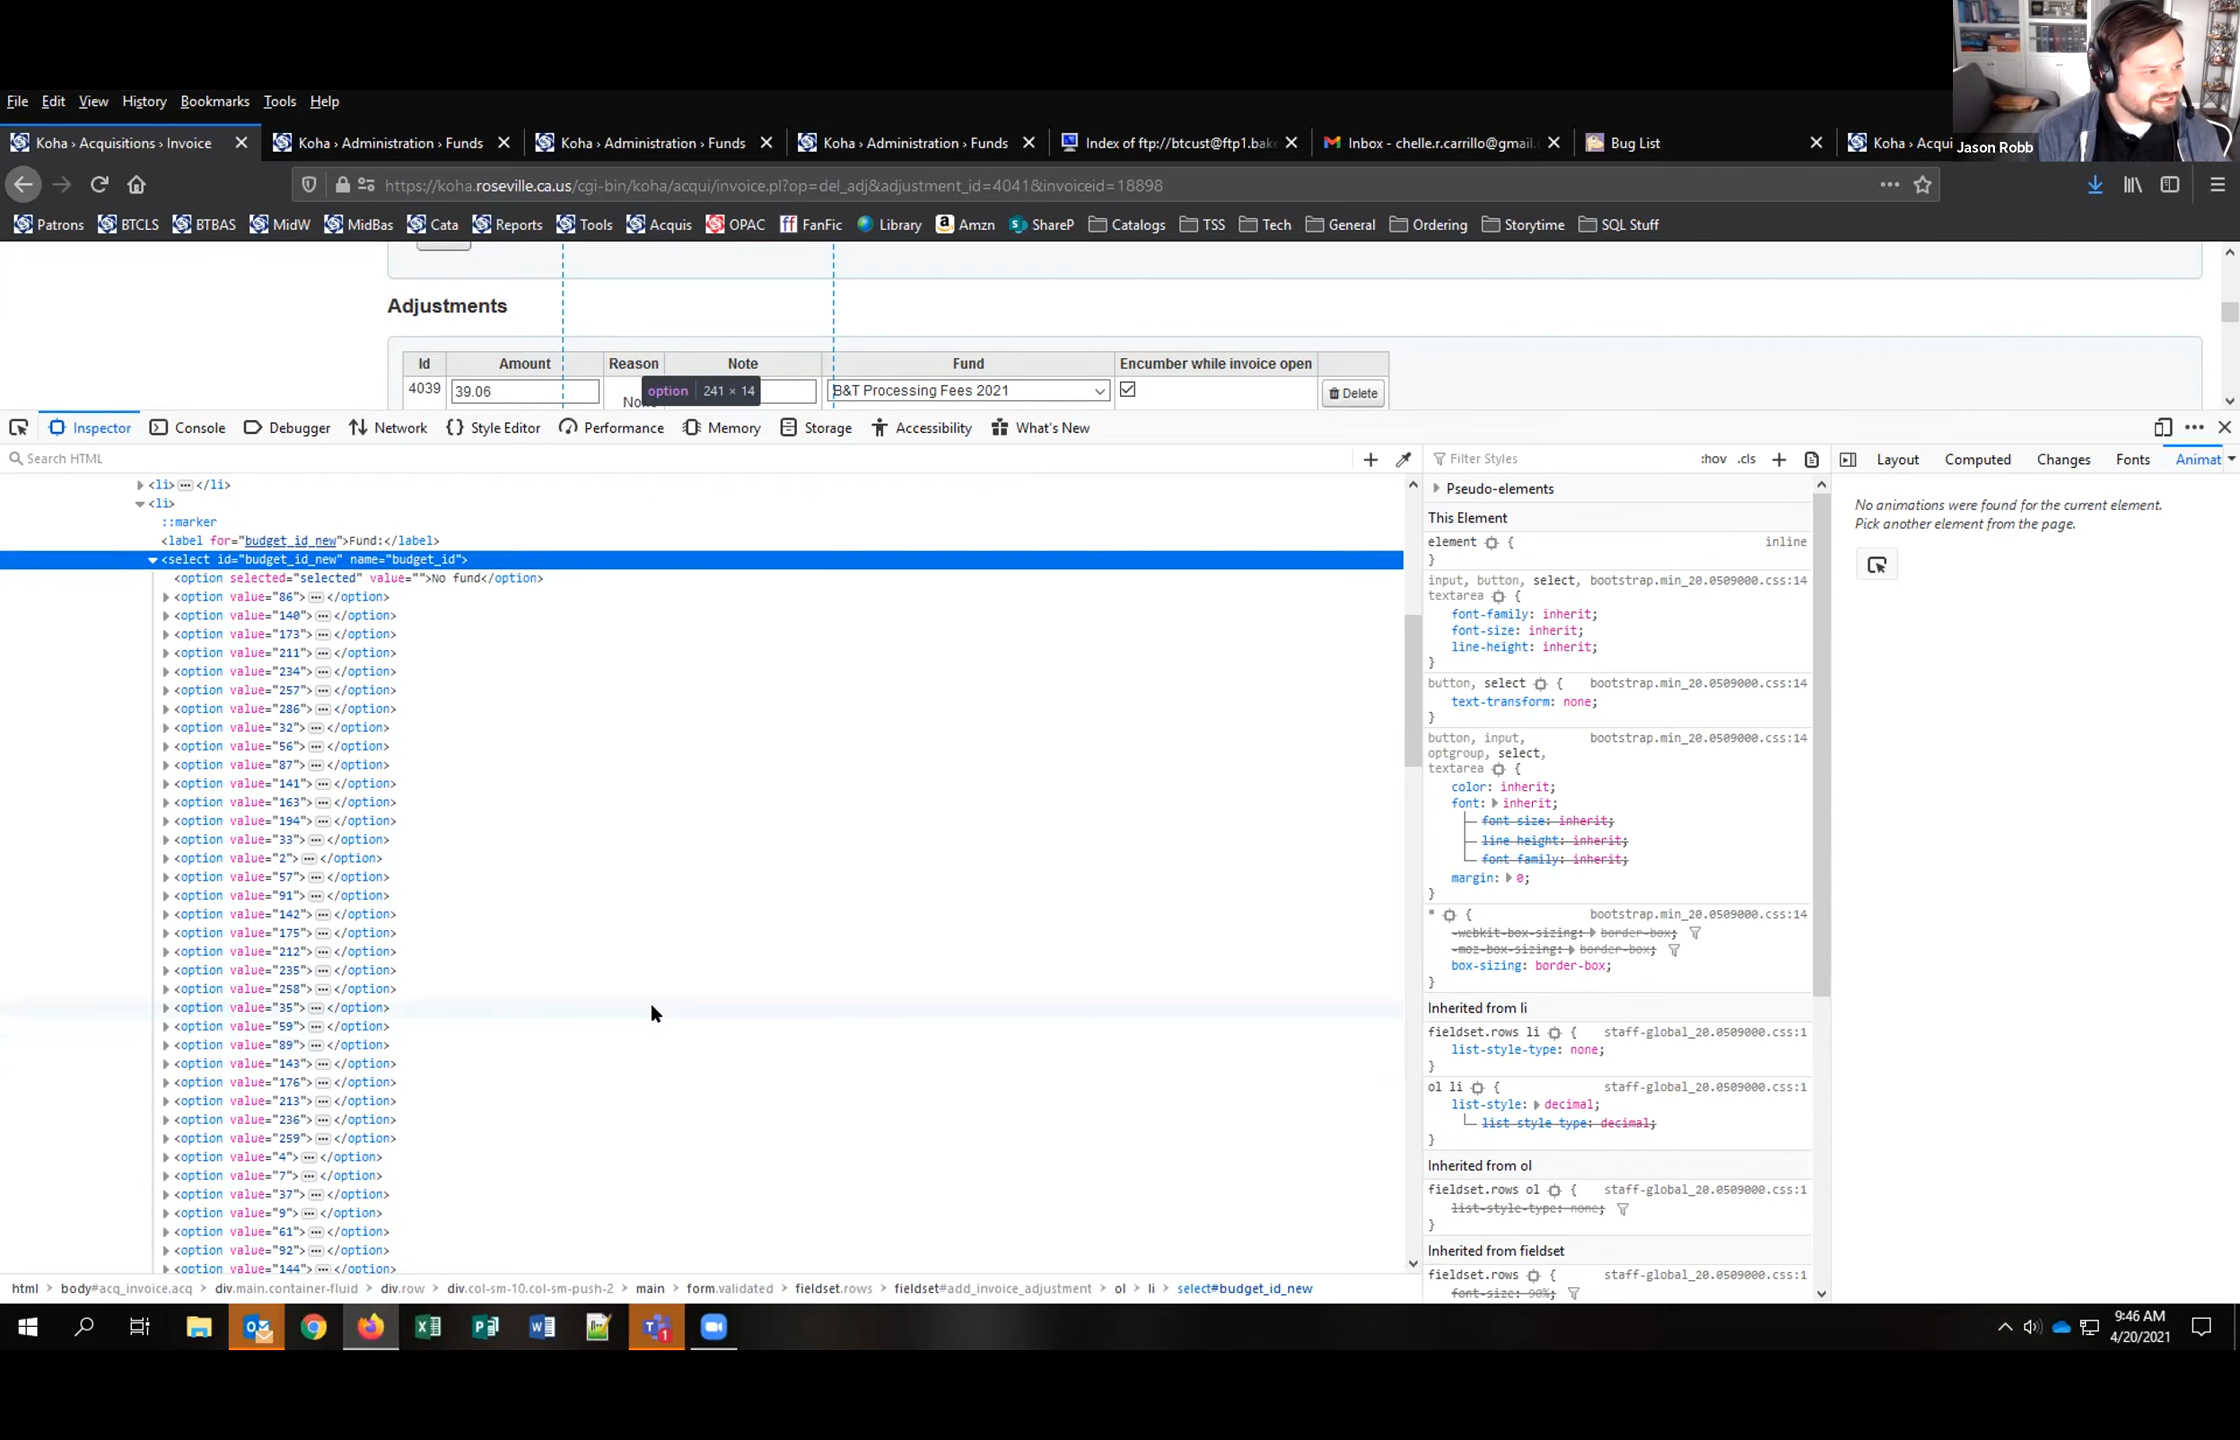 Jason Robb
File Edit View History Bookmarks Tools Help
Koha › Acquisitions › Invoice
Koha › Administration › Funds
Koha › Administration › Funds
Koha › Administration › Funds
Index of ftp://btcust@ftp1.bak
Inbox - chelle.r.carrillo@gmail.
Bug List
Koha › Acqui
https://koha.roseville.ca.us/cgi-bin/koha/acqui/invoice.pl?op=del_adj&adjustment_id=4041&invoiceid=18898
Patrons BTCLS BTBAS MidW MidBas Cata Reports Tools Acquis OPAC FanFic Library Amzn ShareP Catalogs TSS Tech General Ordering Storytime SQL Stuff
Adjustments
Id Amount Reason Note Fund Encumber while invoice open
4039 39.06 B&T Processing Fees 2021 Delete
option 241 × 14
Inspector Console Debugger Network Style Editor Performance Memory Storage Accessibility What's New
Search HTML
<li> </li>
<li>
::marker
<label for="budget_id_new">Fund:</label>
<select id="budget_id_new" name="budget_id">
<option selected="selected" value="">No fund</option>
<option value="86"> </option>
<option value="140"> </option>
<option value="173"> </option>
<option value="211"> </option>
<option value="234"> </option>
<option value="257"> </option>
<option value="286"> </option>
<option value="32"> </option>
<option value="56"> </option>
<option value="87"> </option>
<option value="141"> </option>
<option value="163"> </option>
<option value="194"> </option>
<option value="33"> </option>
<option value="2"> </option>
<option value="57"> </option>
<option value="91"> </option>
<option value="142"> </option>
<option value="175"> </option>
<option value="212"> </option>
<option value="235"> </option>
<option value="258"> </option>
<option value="35"> </option>
<option value="59"> </option>
<option value="89"> </option>
<option value="143"> </option>
<option value="176"> </option>
<option value="213"> </option>
<option value="236"> </option>
<option value="259"> </option>
<option value="4"> </option>
<option value="7"> </option>
<option value="37"> </option>
<option value="9"> </option>
<option value="61"> </option>
<option value="92"> </option>
<option value="144"> </option>
Filter Styles :hov .cls
Pseudo-elements
This Element
element { inline
}
input, button, select, bootstrap.min_20.0509000.css:14
textarea {
font-family: inherit;
font-size: inherit;
line-height: inherit;
}
button, select { bootstrap.min_20.0509000.css:14
text-transform: none;
}
button, input, bootstrap.min_20.0509000.css:14
optgroup, select,
textarea {
color: inherit;
font: inherit;
font-size: inherit;
line-height: inherit;
font-family: inherit;
margin: 0;
}
* { bootstrap.min_20.0509000.css:14
-webkit-box-sizing: border-box;
-moz-box-sizing: border-box;
box-sizing: border-box;
}
Inherited from li
fieldset.rows li { staff-global_20.0509000.css:1
list-style-type: none;
}
ol li { staff-global_20.0509000.css:1
list-style: decimal;
list-style-type: decimal;
}
Inherited from ol
fieldset.rows ol { staff-global_20.0509000.css:1
list-style-type: none;
}
Inherited from fieldset
fieldset.rows { staff-global_20.0509000.css:1
font-size: 90%;
Layout Computed Changes Fonts Animat
No animations were found for the current element.
Pick another element from the page.
html body#acq_invoice.acq div.main.container-fluid div.row div.col-sm-10.col-sm-push-2 main form.validated fieldset.rows fieldset#add_invoice_adjustment ol li select#budget_id_new
9:46 AM
4/20/2021